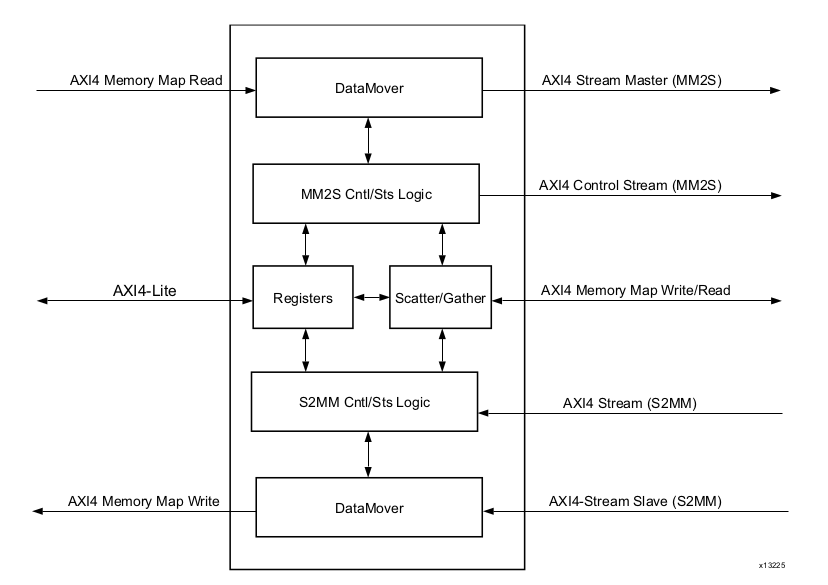 AXI4 Memory Map Read
DataMover
AXI4 Stream Master (MM2S)
MM2S Cntl/Sts Logic
AXI4 Control Stream (MM2S)
AXI4-Lite
Registers
Scatter/Gather
AXI4 Memory Map Write/Read
S2MM Cntl/Sts Logic
AXI4 Stream (S2MM)
AXI4 Memory Map Write
DataMover
AXI4-Stream Slave (S2MM)
x13225